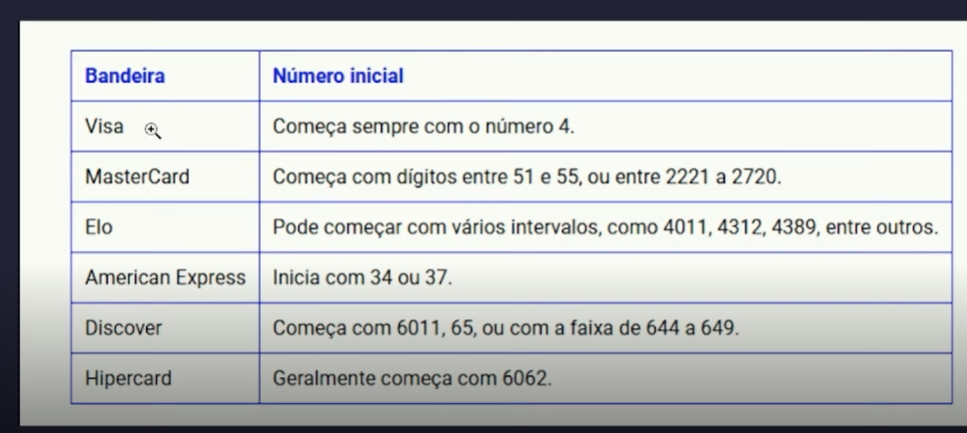 Bandeira Número inicial
Visa Começa sempre com o número 4.
MasterCard Começa com dígitos entre 51 e 55, ou entre 2221 a 2720.
Elo Pode começar com vários intervalos, como 4011, 4312, 4389, entre outros.
American Express Inicia com 34 ou 37.
Discover Começa com 6011, 65, ou com a faixa de 644 a 649.
Hipercard Geralmente começa com 6062.